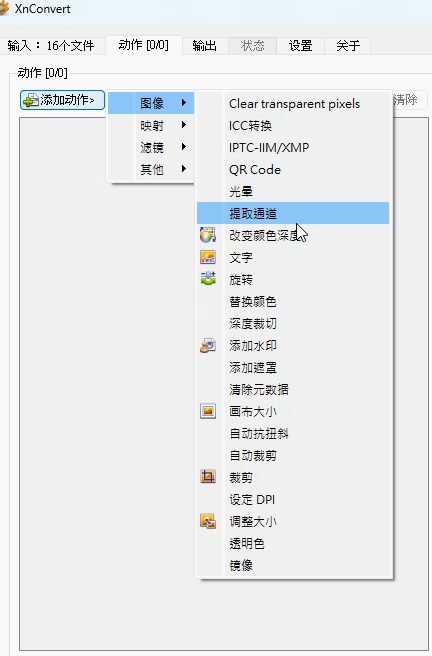 XnConvert
输入：16个文件 动作 [0/0] 输出 状态 设置 关于
动作 [0/0]
添加动作> 清除
图像
映射
滤镜
其他
Clear transparent pixels
ICC转换
IPTC-IIM/XMP
QR Code
光晕
提取通道
改变颜色深度
文字
旋转
替换颜色
深度裁切
添加水印
添加遮罩
清除元数据
画布大小
自动抗扭斜
自动裁剪
裁剪
设定 DPI
调整大小
透明色
镜像